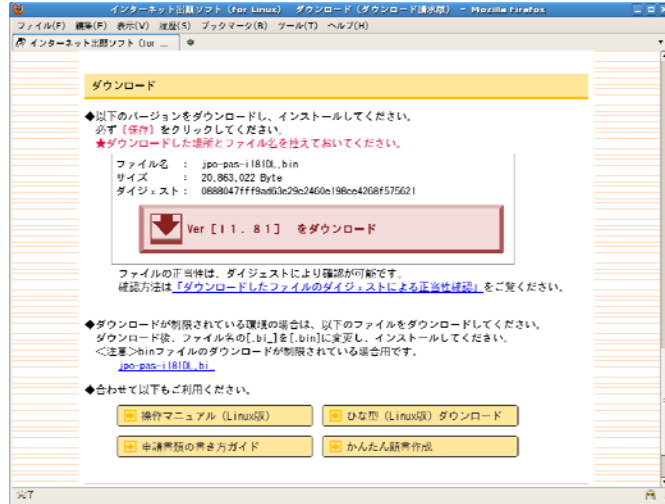 インターネット出願ソフト (for Linux) ダウンロード (ダウンロード請求版) - Mozilla Firefox
ファイル(F) 編集(E) 表示(V) 履歴(S) ブックマーク(B) ツール(T) ヘルプ(H)
インターネット出願ソフト (for ...
ダウンロード
◆以下のバージョンをダウンロードし、インストールしてください。
必ず [保存] をクリックしてください。
★ダウンロードした場所とファイル名を控えておいてください。
ファイル名 : jpo-pas-i181DL.bin
サイズ : 20,863,022 Byte
ダイジェスト : 0888047fff9ad63e29c2460e198ce4268f575621
Ver [I1. 81] をダウンロード
ファイルの正当性は、ダイジェストにより確認が可能です。
確認方法は「ダウンロードしたファイルのダイジェストによる正当性確認」をご覧ください。
◆ダウンロードが制限されている環境の場合は、以下のファイルをダウンロードしてください。
ダウンロード後、ファイル名の[.bi_]を[.bin]に変更し、インストールしてください。
<注意>binファイルのダウンロードが制限されている場合用です。
jpo-pas-i181DL.bi_
◆合わせて以下もご利用ください。
操作マニュアル (Linux版) ひな型 (Linux版) ダウンロード
申請書類の書き方ガイド かんたん願書作成
完了